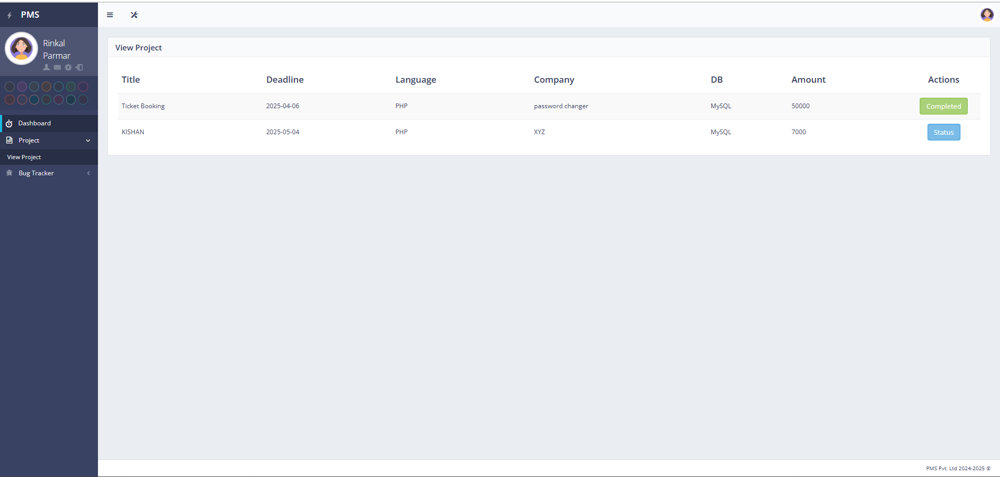 PMS
Rinkal
Parmar
Dashboard
Project
View Project
Bug Tracker
View Project
Title Deadline Language Company DB Amount Actions
Ticket Booking 2025-04-06 PHP password changer MySQL 50000 Completed
KISHAN 2025-05-04 PHP XYZ MySQL 7000 Status
PMS Pvt. Ltd 2024-2025 ©